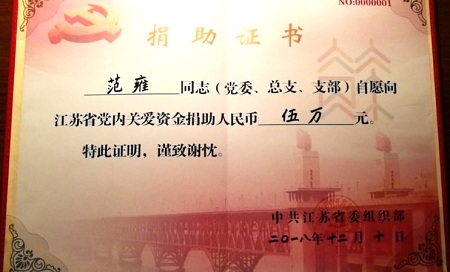 NO:0000001
捐助证书
范雍 同志（党委、总支、支部）自愿向
江苏省党内关爱资金捐助人民币 伍万 元。
特此证明，谨致谢忱。
中共江苏省委组织部
二〇一八年十二月十日